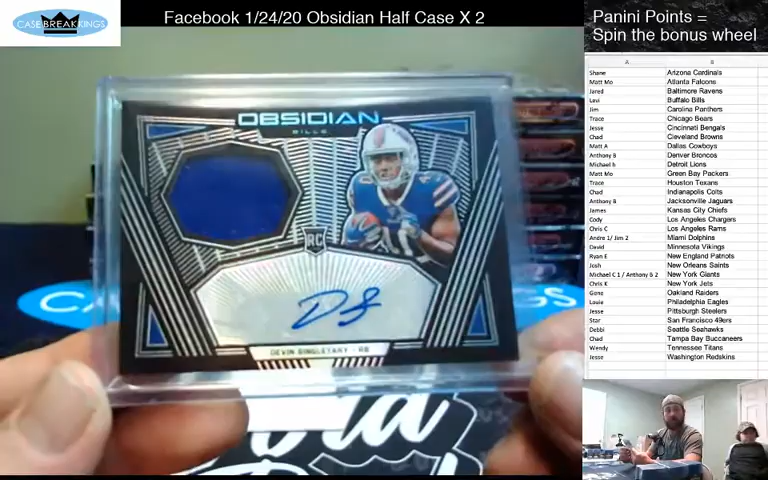 CASE BREAK KINGS
Facebook 1/24/20 Obsidian Half Case X 2
Panini Points =
Spin the bonus wheel
OBSIDIAN
BILLS
RC
DEVIN SINGLETARY - RB
A B
Shane Arizona Cardinals
Matt Mo Atlanta Falcons
Jared Baltimore Ravens
Levi Buffalo Bills
Jim Carolina Panthers
Trace Chicago Bears
Jesse Cincinnati Bengals
Chad Cleveland Browns
Matt A Dallas Cowboys
Anthony B Denver Broncos
Michael h Detroit Lions
Matt Mo Green Bay Packers
Trace Houston Texans
Chad Indianapolis Colts
Anthony B Jacksonville Jaguars
James Kansas City Chiefs
Cody Los Angeles Chargers
Chris C Los Angeles Rams
Andre 1/ Jim 2 Miami Dolphins
David Minnesota Vikings
Ryan E New England Patriots
Josh New Orleans Saints
Michael C 1 / Anthony B 2 New York Giants
Chris K New York Jets
Gene Oakland Raiders
Louie Philadelphia Eagles
Jesse Pittsburgh Steelers
Star San Francisco 49ers
Debbi Seattle Seahawks
Chad Tampa Bay Buccaneers
Wendy Tennessee Titans
Jesse Washington Redskins